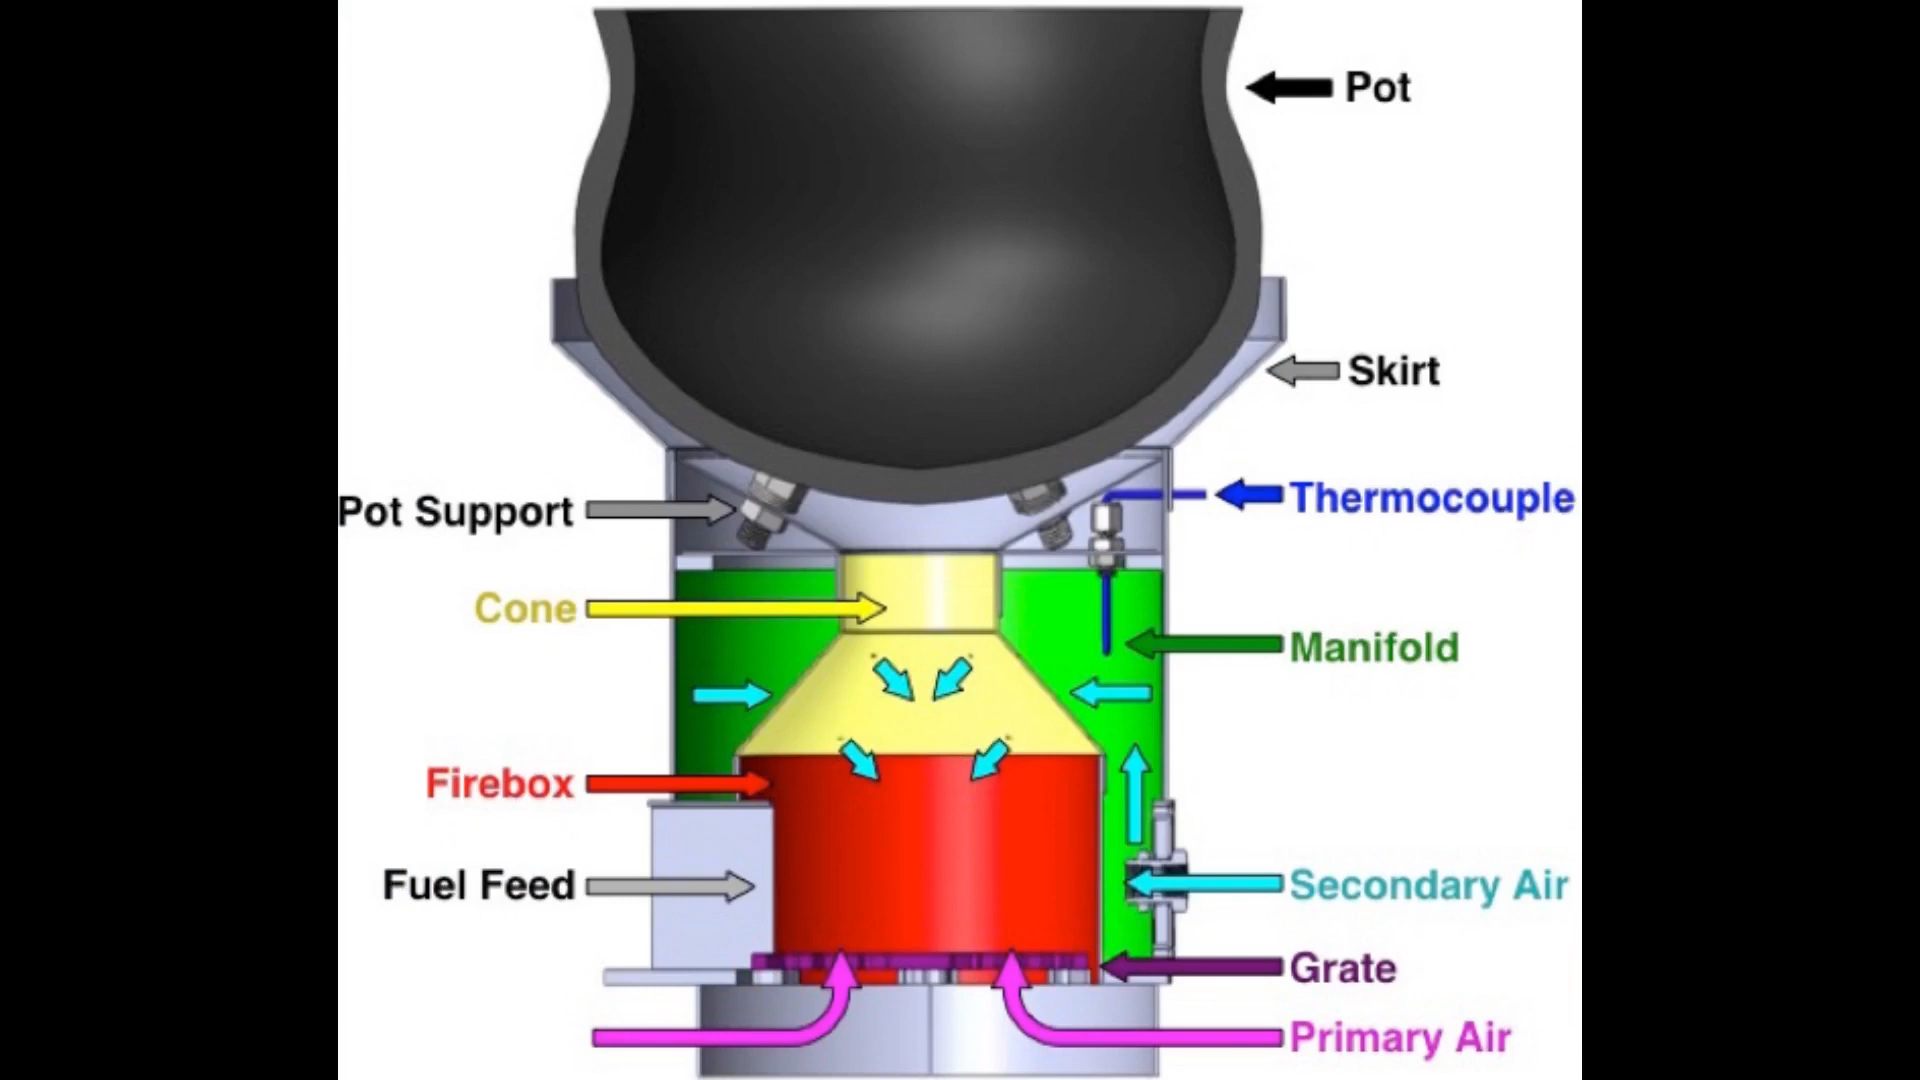 Pot
Skirt
Pot Support
Thermocouple
Cone
Manifold
Firebox
Fuel Feed
Secondary Air
Grate
Primary Air